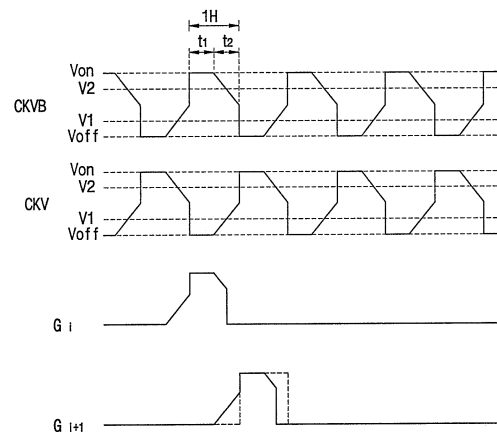 1H
t1 t2
Von
V2
CKVB
V1
Voff
Von
V2
CKV
V1
Voff
G i
G i+1